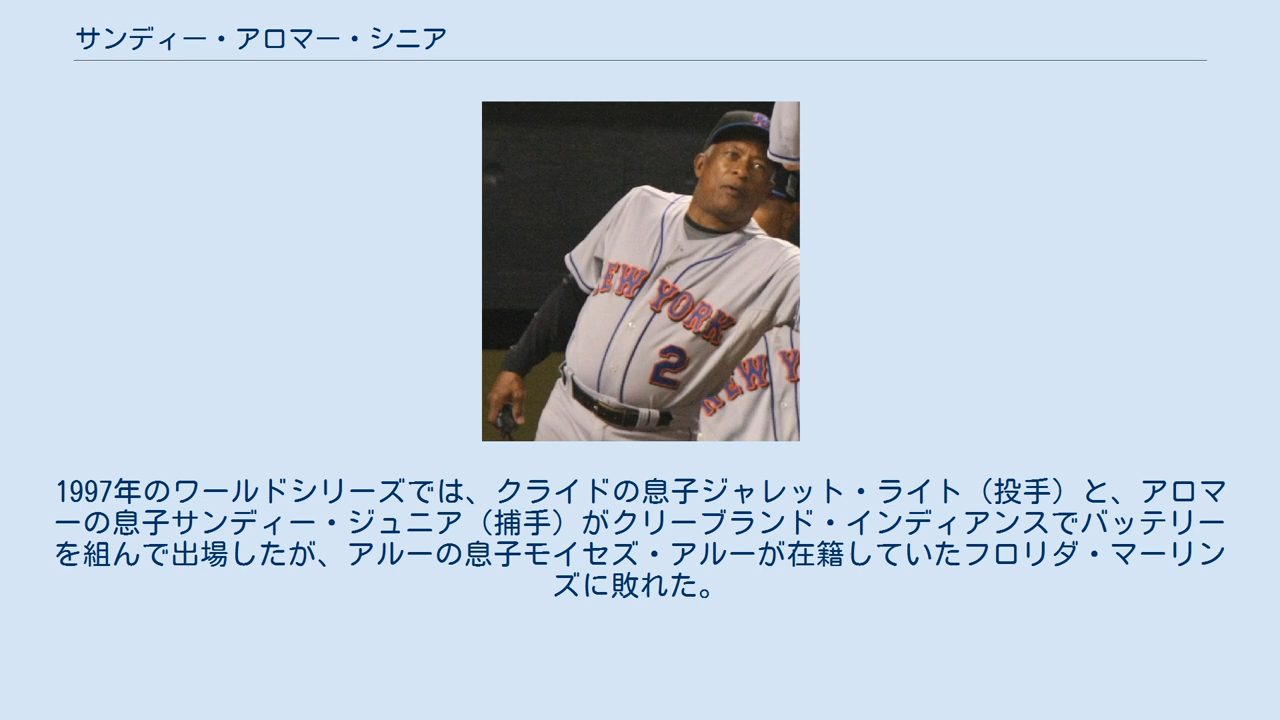 サンディー・アロマー・シニア
NEW YORK
2
NEW Y
1997年のワールドシリーズでは、クライドの息子ジャレット・ライト（投手）と、アロマ
ーの息子サンディー・ジュニア（捕手）がクリーブランド・インディアンスでバッテリー
を組んで出場したが、アルーの息子モイセズ・アルーが在籍していたフロリダ・マーリン
ズに敗れた。